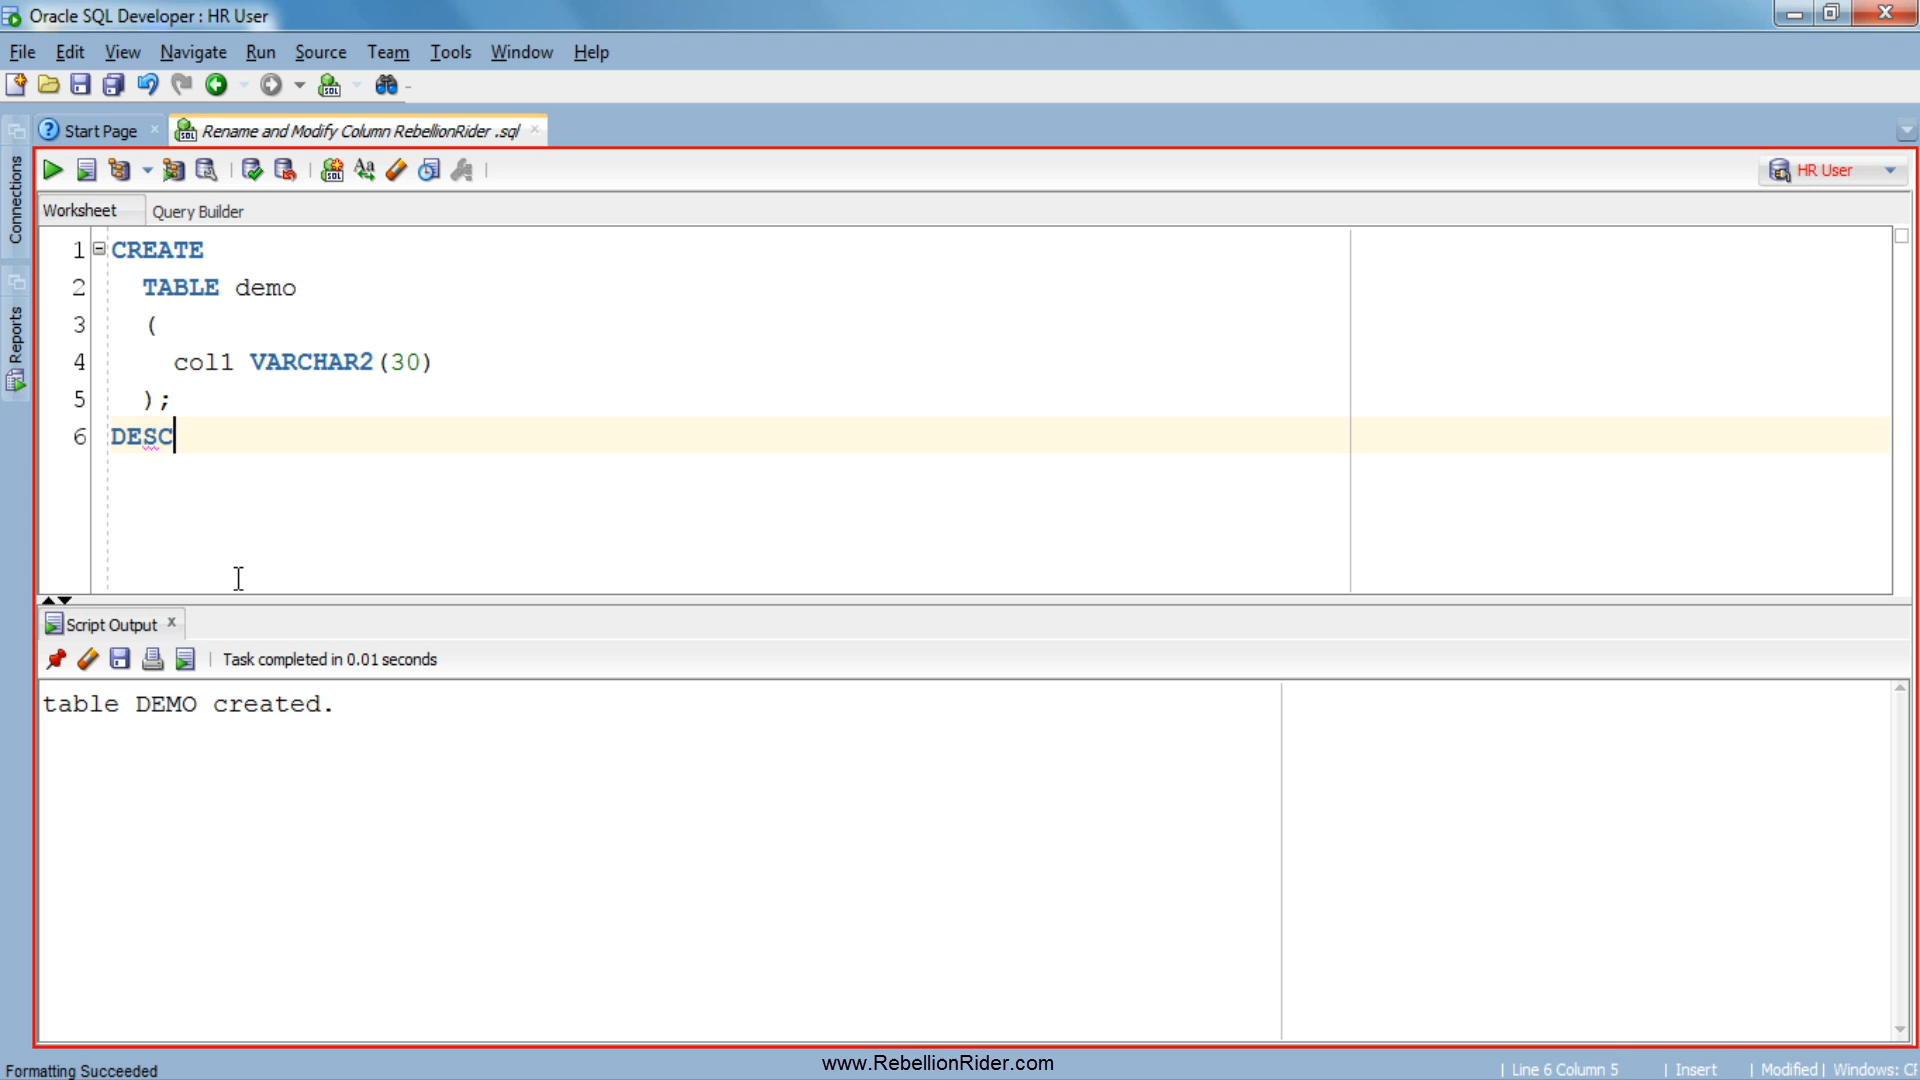 Oracle SQL Developer : HR User
File Edit View Navigate Run Source Team Tools Window Help
Start Page
Rename and Modify Column RebellionRider .sql
Connections
Reports
HR User
Worksheet
Query Builder
1 CREATE
2 TABLE demo
3 (
4 col1 VARCHAR2(30)
5 );
6 DESC
Script Output
Task completed in 0.01 seconds
table DEMO created.
www.RebellionRider.com
Formatting Succeeded
Line 6 Column 5 | Insert | Modified | Windows: CF